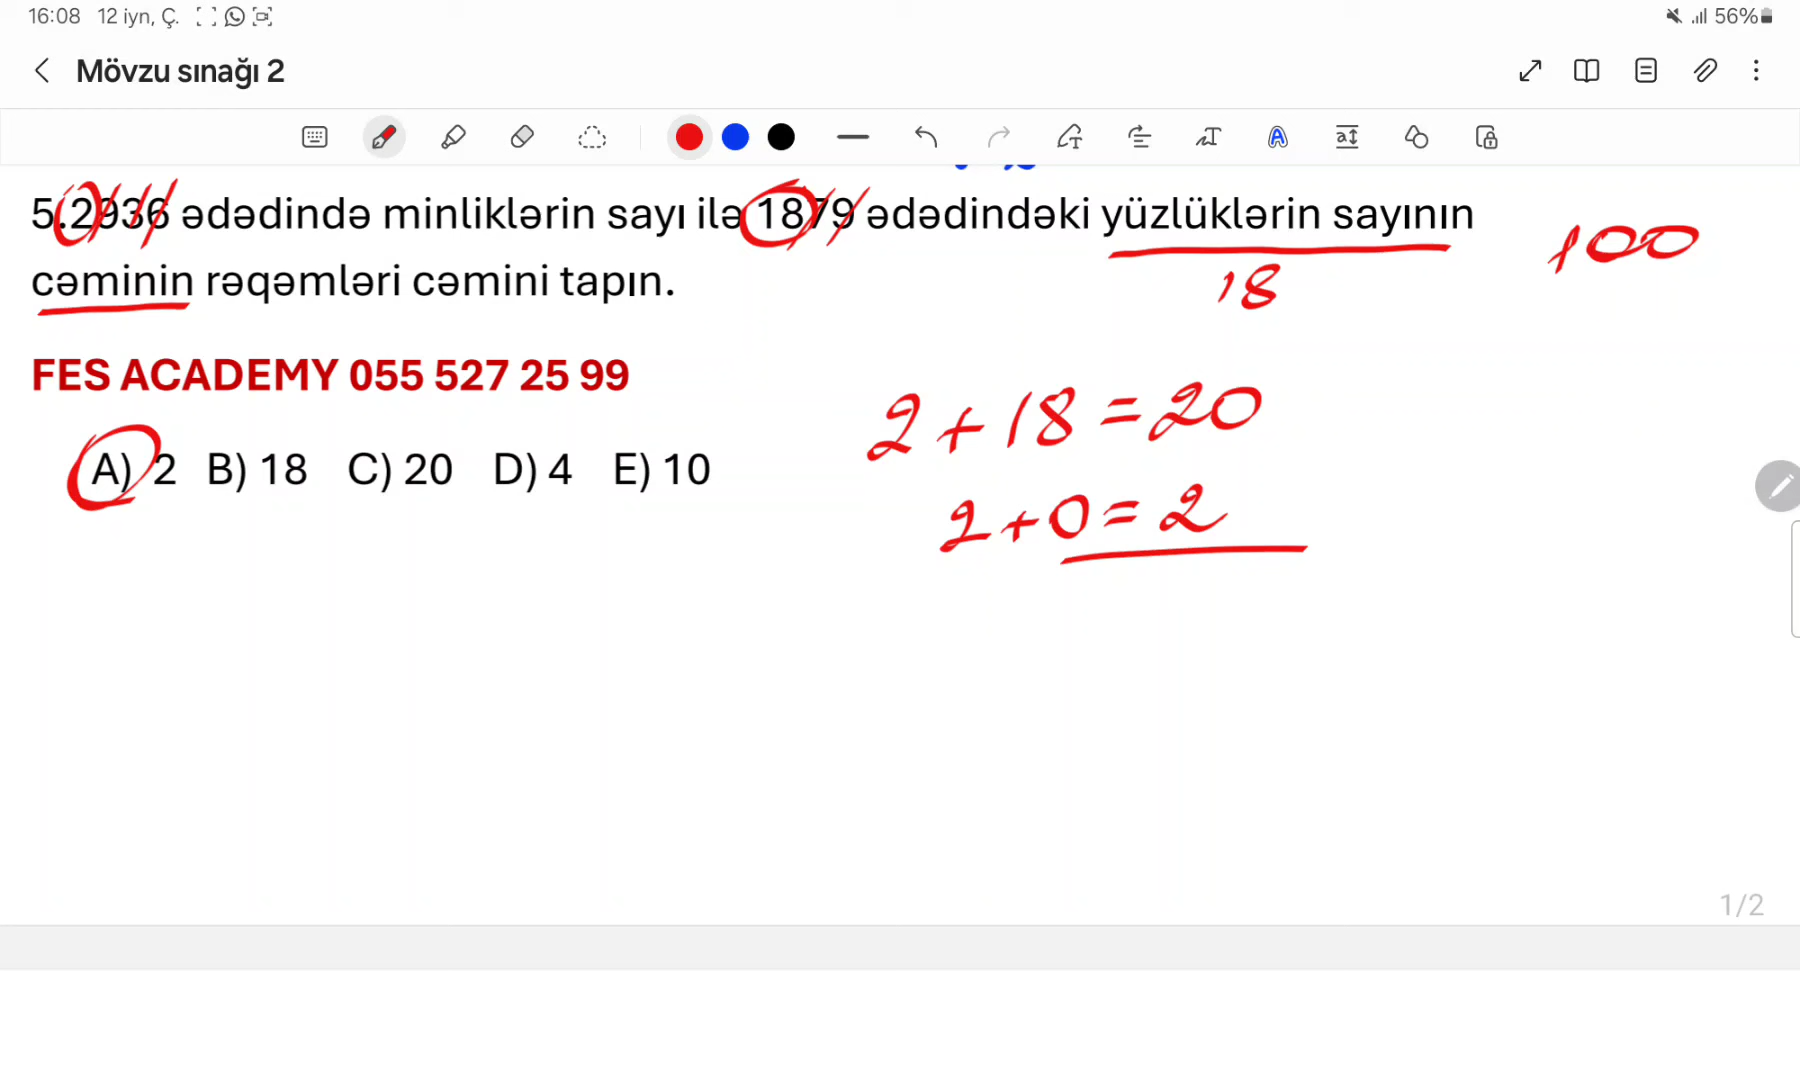 16:08 12 iyn, Ç. 56%
Mövzu sınağı 2
5.2936 ədədində minliklərin sayı ilə 1879 ədədindəki yüzlüklərin sayının
100
cəminin rəqəmləri cəmini tapın.
18
FES ACADEMY 055 527 25 99
2 + 18 = 20
A) 2 B) 18 C) 20 D) 4 E) 10
2 + 0 = 2
1/2